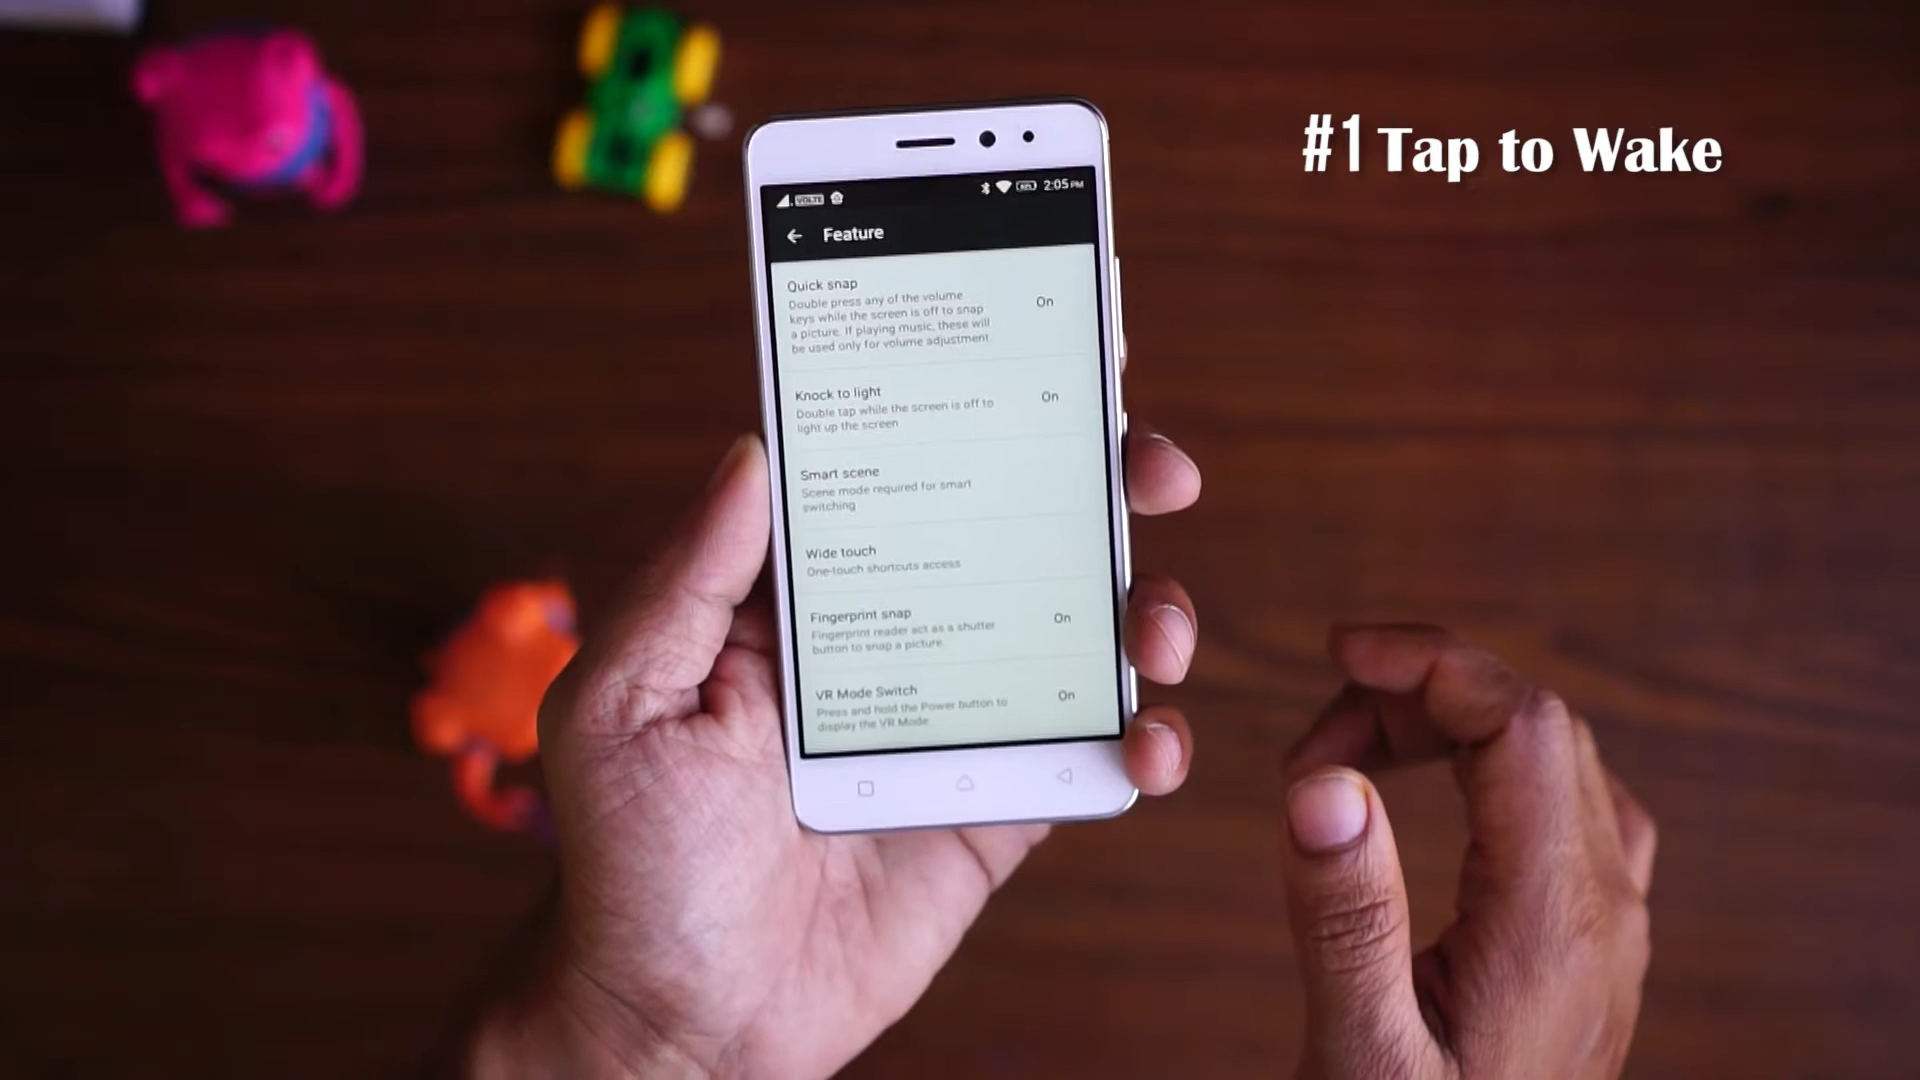 #1 Tap to Wake
VOLTE
2:05PM
Feature
Quick snap
Double press any of the volume
keys while the screen is off to snap
a picture. If playing music, these will
be used only for volume adjustment.
On
Knock to light
Double tap while the screen is off to
light up the screen
On
Smart scene
Scene mode required for smart
switching
Wide touch
One-touch shortcuts access
Fingerprint snap
Fingerprint reader act as a shutter
button to snap a picture.
On
VR Mode Switch
Press and hold the Power button to
display the VR Mode
On